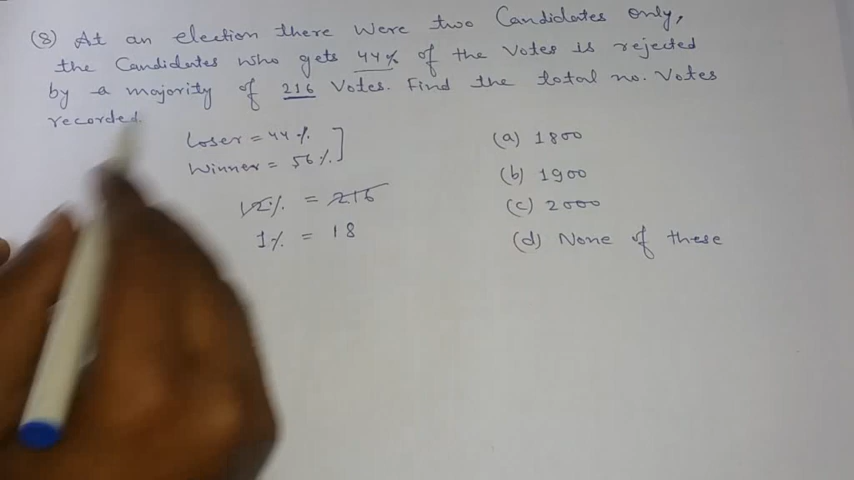 (8) At an election there were two Candidates only,
the Candidates who gets 44% of the votes is rejected
by a majority of 216 votes. Find the total no. votes
recorded.
Loser = 44%
Winner = 56%
12% = 216
1% = 18
(a) 1800
(b) 1900
(c) 2000
(d) None of these